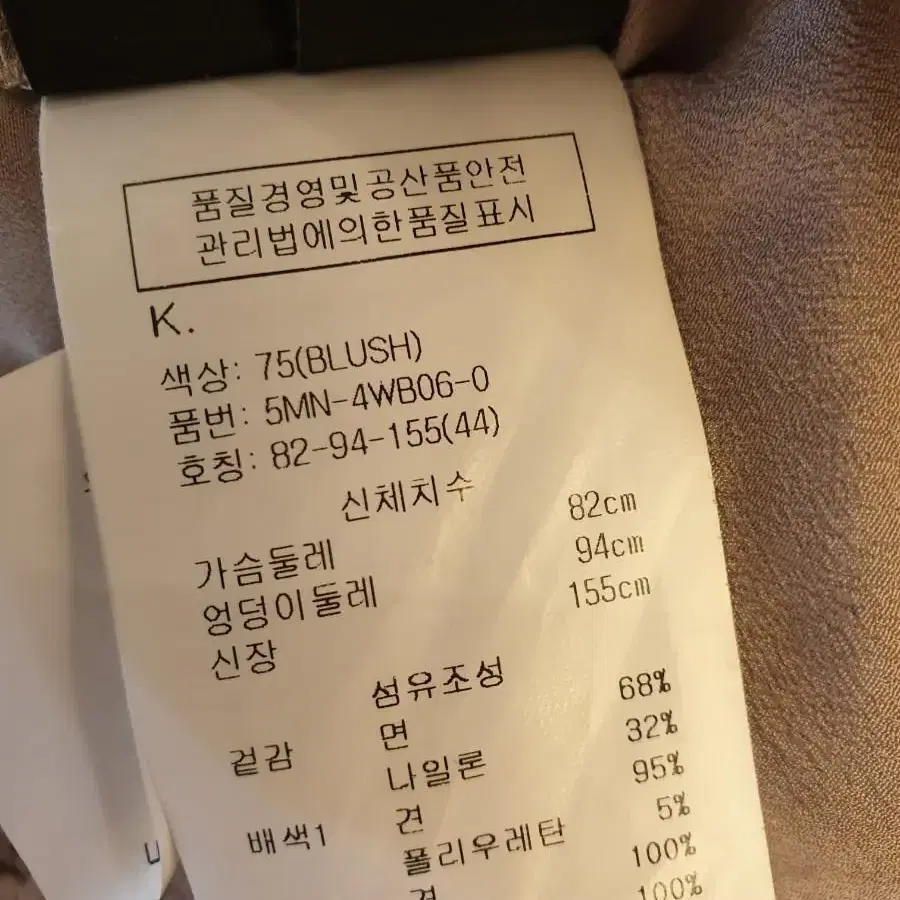 품질경영및공산품안전
관리법에의한품질표시
K.
색상: 75(BLUSH)
품번: 5MN-4WB06-0
호칭: 82-94-155(44)
신체치수
가슴둘레 82cm
엉덩이둘레 94cm
신장 155cm
섬유조성
겉감 면 68%
나일론 32%
배색1 견 95%
폴리우레탄 5%
견 100%
100%